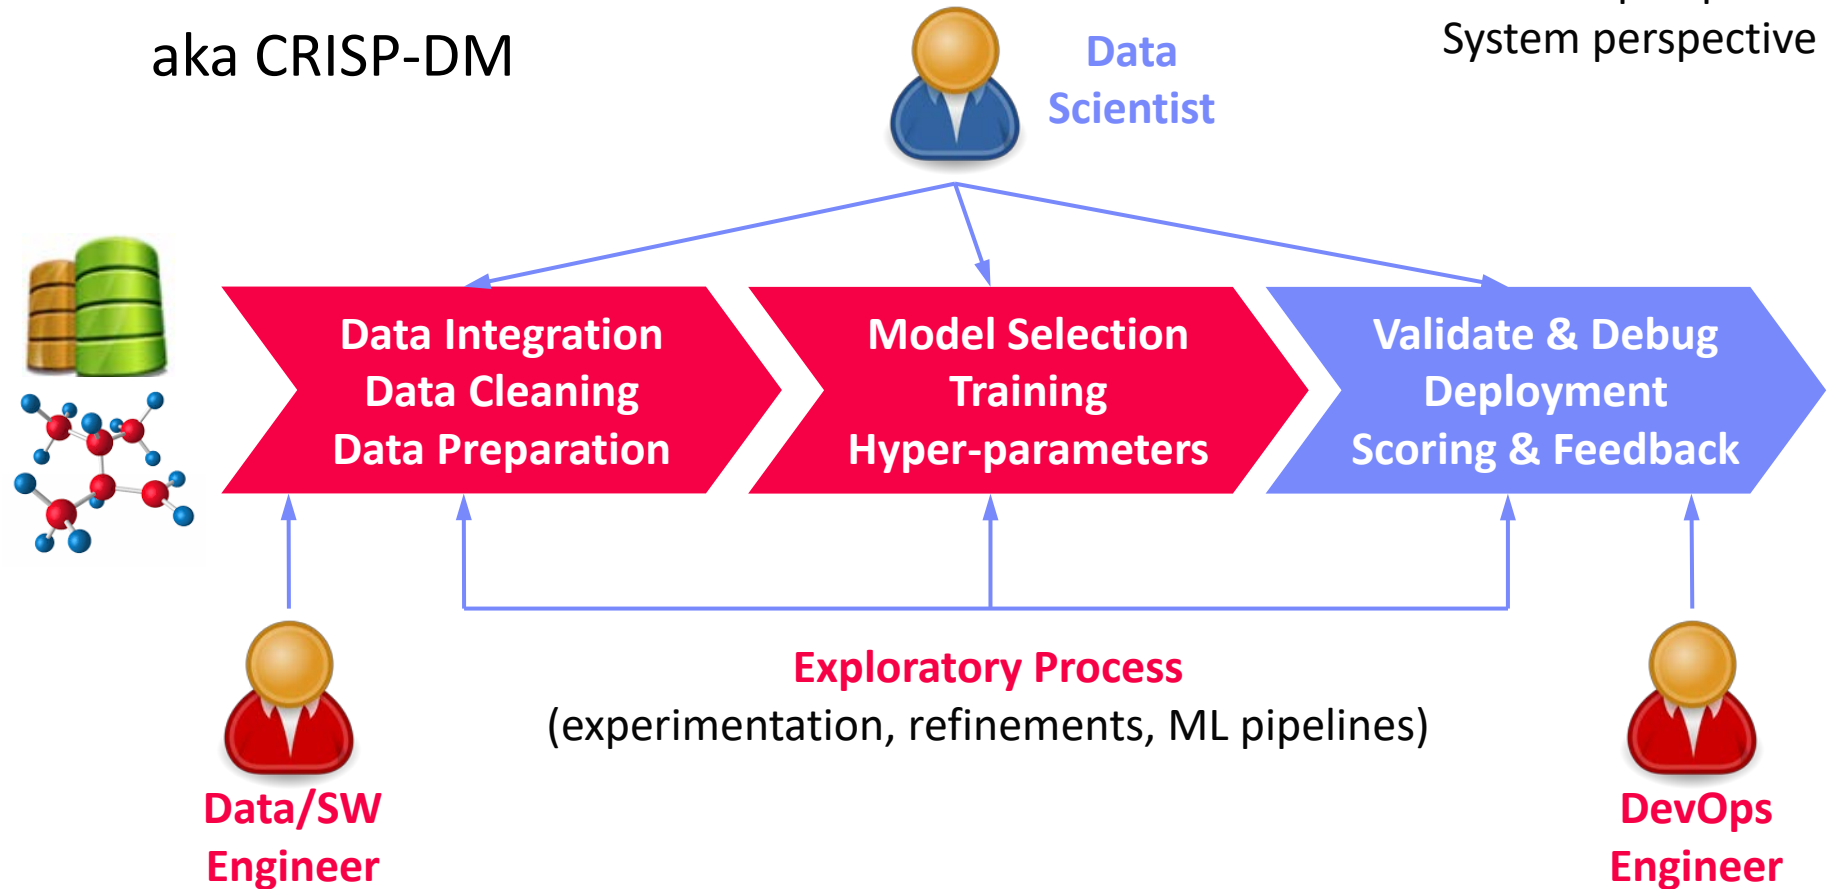 aka CRISP-DM
System perspective
Data
Scientist
Data Integration
Data Cleaning
Data Preparation
Model Selection
Training
Hyper-parameters
Validate & Debug
Deployment
Scoring & Feedback
Exploratory Process
(experimentation, refinements, ML pipelines)
Data/SW
Engineer
DevOps
Engineer